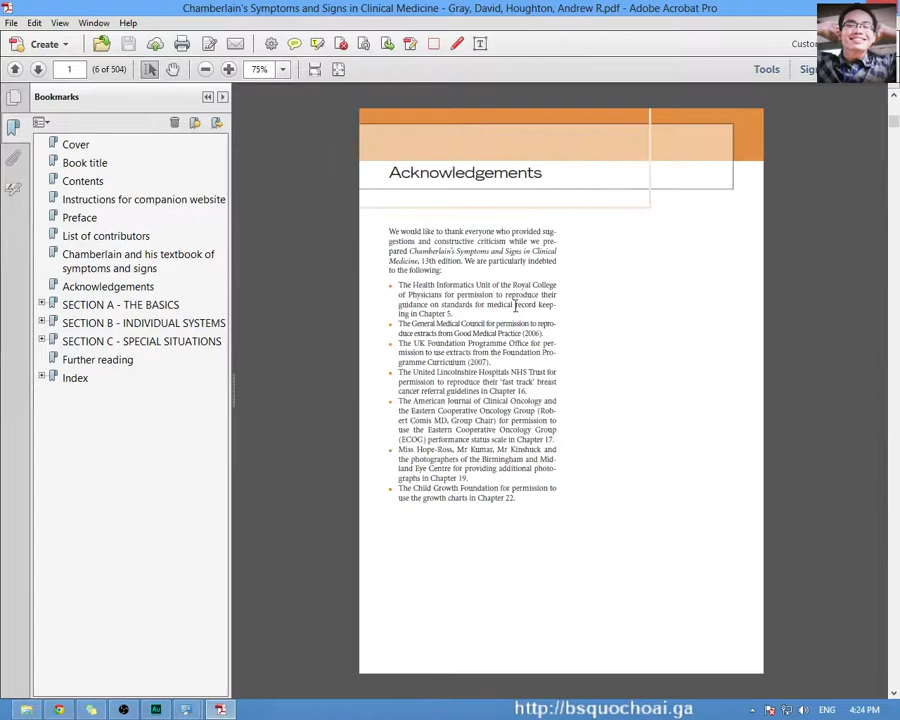 Chamberlain's Symptoms and Signs in Clinical Medicine - Gray, David, Houghton, Andrew R.pdf - Adobe Acrobat Pro
File Edit View Window Help
Create
Custo
1 (6 of 504) 75% Tools Sig
Bookmarks
Cover
Book title
Contents
Instructions for companion website
Preface
List of contributors
Chamberlain and his textbook of
symptoms and signs
Acknowledgements
SECTION A - THE BASICS
SECTION B - INDIVIDUAL SYSTEMS
SECTION C - SPECIAL SITUATIONS
Further reading
Index
Acknowledgements
We would like to thank everyone who provided sug-
gestions and constructive criticism while we pre-
pared Chamberlain's Symptoms and Signs in Clinical
Medicine, 13th edition. We are particularly indebted
to the following:
The Health Informatics Unit of the Royal College
of Physicians for permission to reproduce their
guidance on standards for medical record keep-
ing in Chapter 5.
The General Medical Council for permission to repro-
duce extracts from Good Medical Practice (2006).
The UK Foundation Programme Office for per-
mission to use extracts from the Foundation Pro-
gramme Curriculum (2007).
The United Lincolnshire Hospitals NHS Trust for
permission to reproduce their 'fast track' breast
cancer referral guidelines in Chapter 16.
The American Journal of Clinical Oncology and
the Eastern Cooperative Oncology Group (Rob-
ert Comis MD, Group Chair) for permission to
use the Eastern Cooperative Oncology Group
(ECOG) performance status scale in Chapter 17.
Miss Hope-Ross, Mr Kumar, Mr Kinshuck and
the photographers of the Birmingham and Mid-
land Eye Centre for providing additional photo-
graphs in Chapter 19.
The Child Growth Foundation for permission to
use the growth charts in Chapter 22.
http://bsquochoai.ga
ENG 4:24 PM